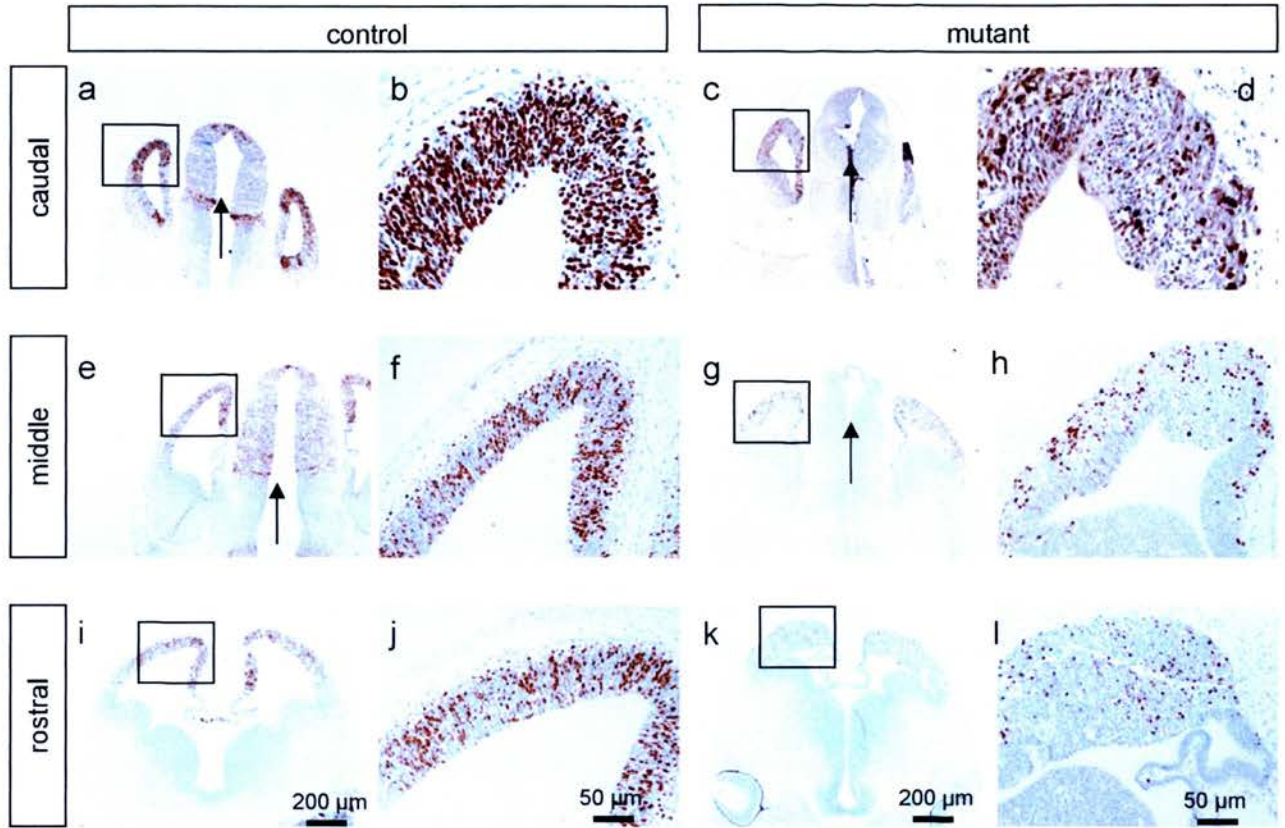 control
mutant
caudal
a
b
c
d
middle
e
f
g
h
rostral
i
j
k
l
200 µm
50 µm
200 µm
50 µm